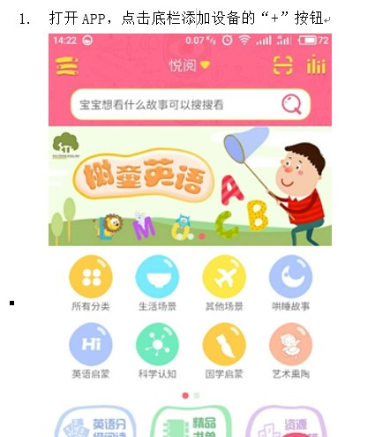 1. 打开 APP，点击底栏添加设备的“+”按钮
14:22 0.07 K/s 72
悦阅
宝宝想看什么故事可以搜搜看
树童英语
A
B
C
L M
所有分类 生活场景 其他场景 哄睡故事
Hi
英语启蒙 科学认知 国学启蒙 艺术熏陶
英语分 精品 资源